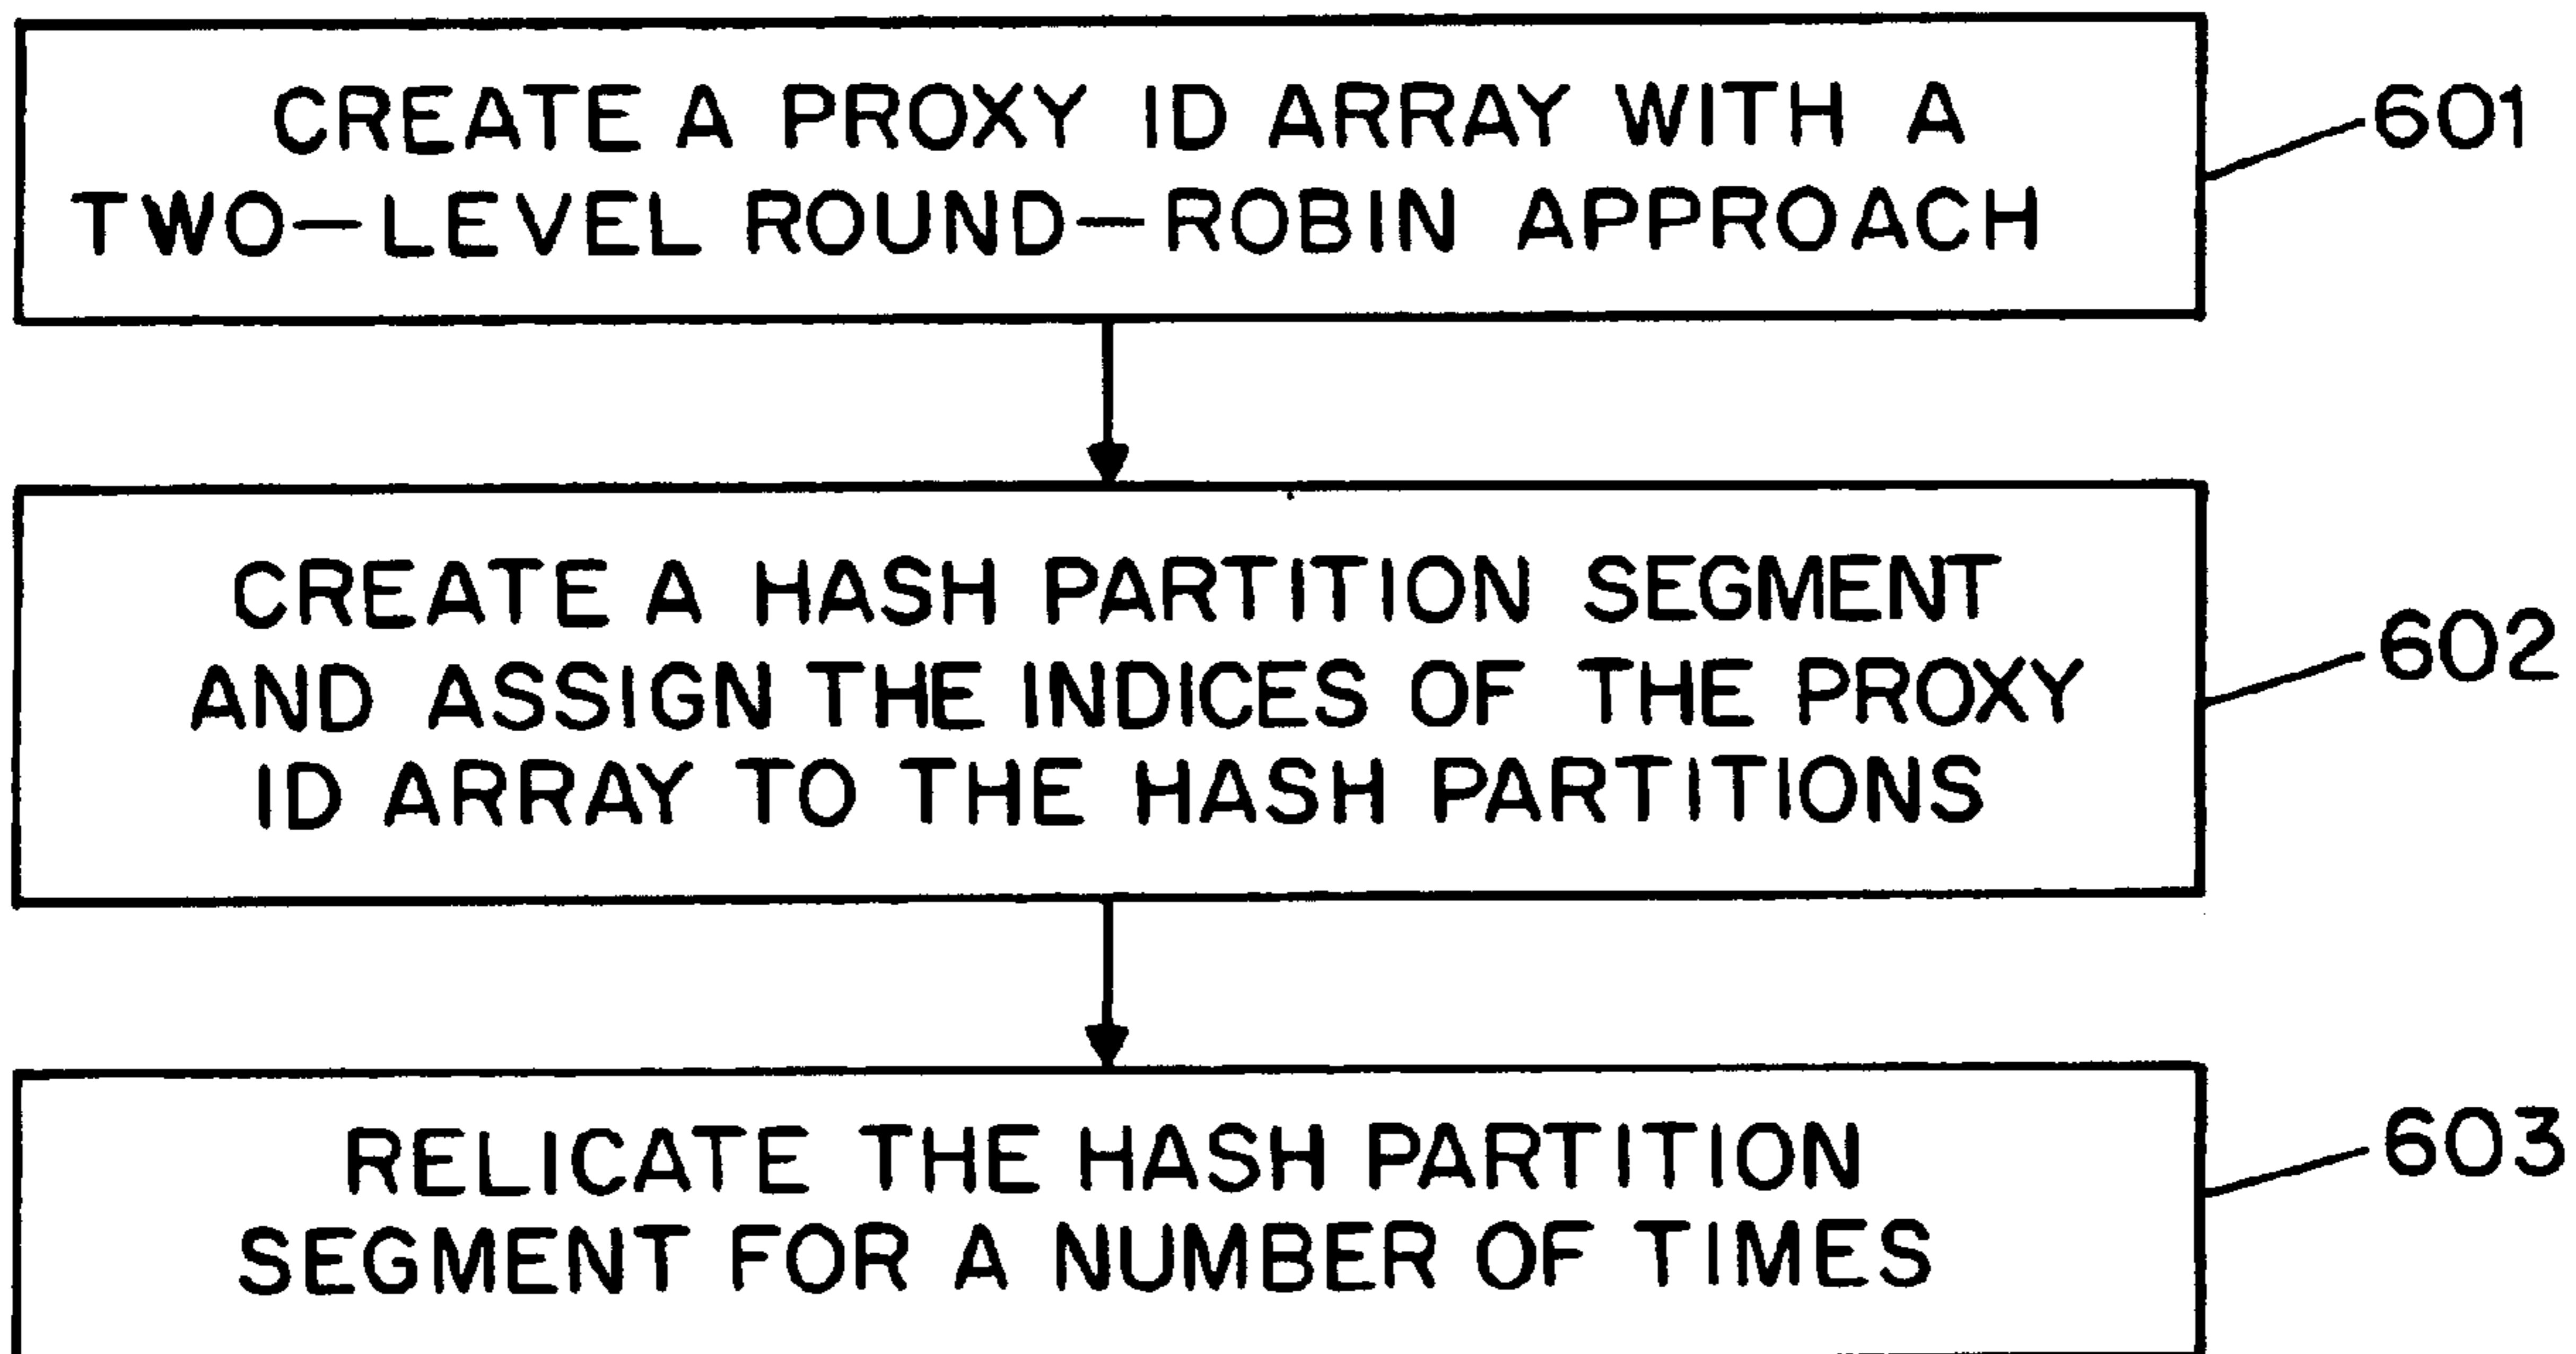 CREATE A PROXY ID ARRAY WITH A
TWO-LEVEL ROUND-ROBIN APPROACH
601
CREATE A HASH PARTITION SEGMENT
AND ASSIGN THE INDICES OF THE PROXY
ID ARRAY TO THE HASH PARTITIONS
602
RELICATE THE HASH PARTITION
SEGMENT FOR A NUMBER OF TIMES
603